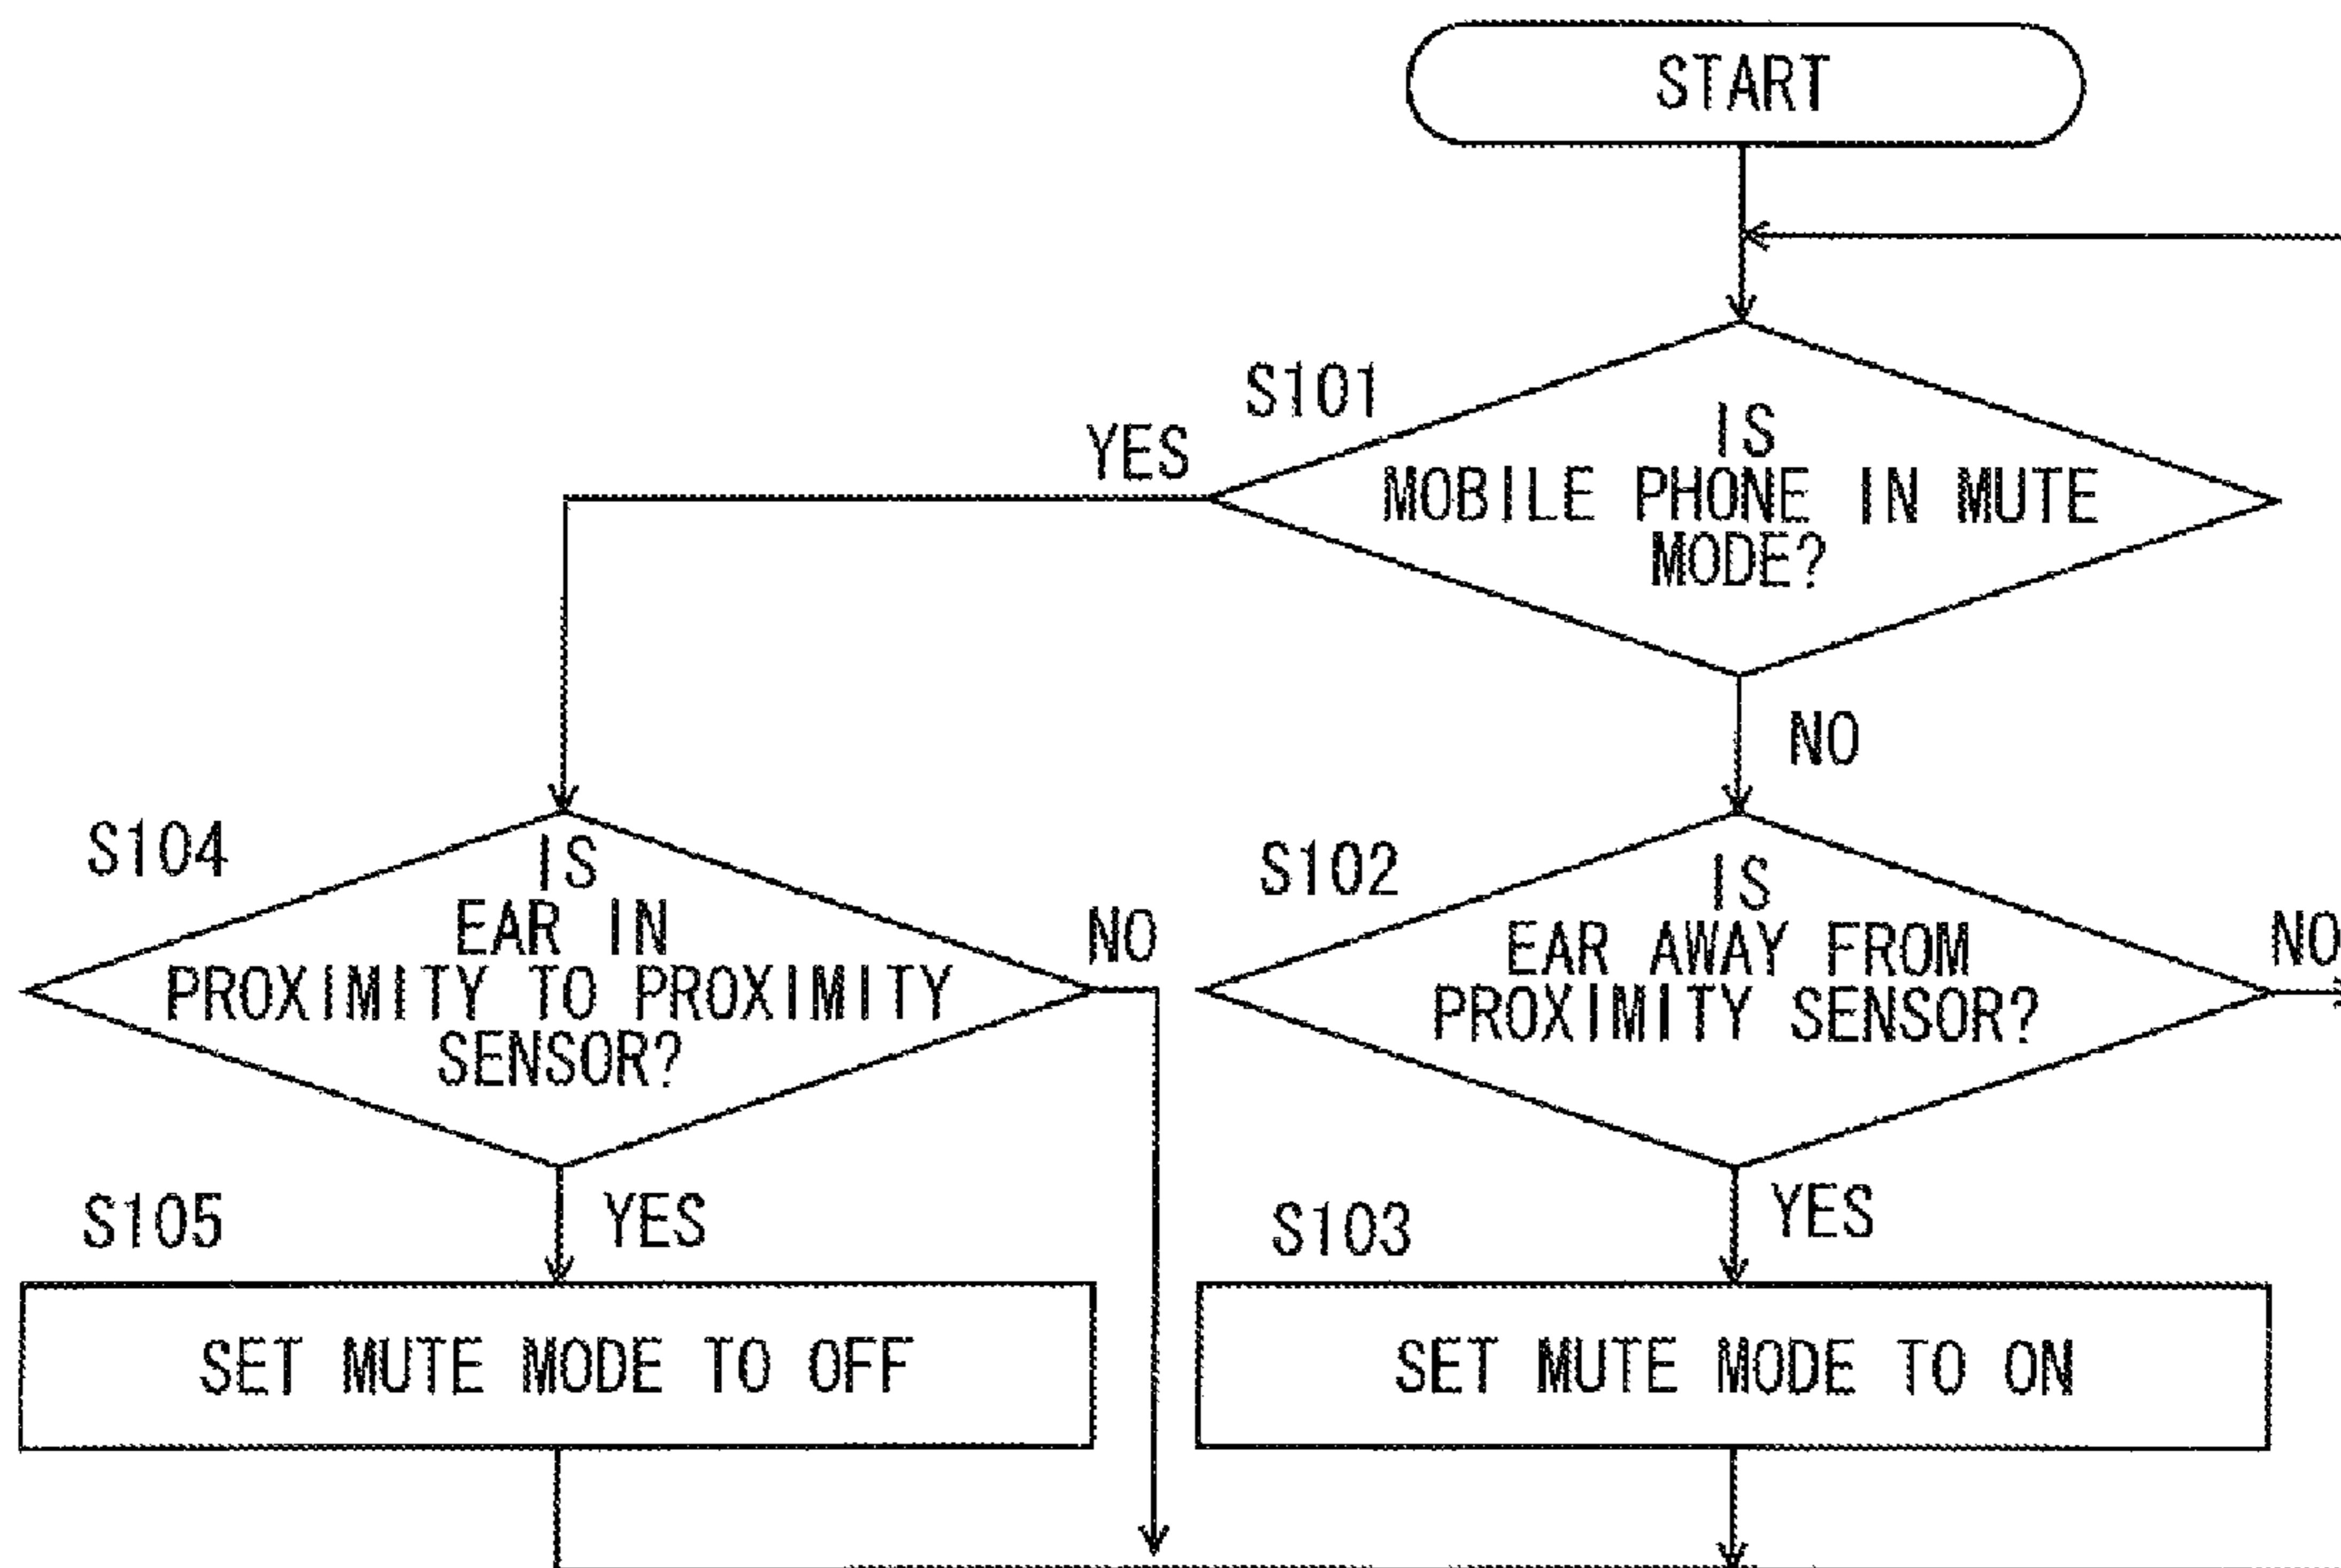 START
S101
YES
IS
MOBILE PHONE IN MUTE
MODE?
NO
S104
IS
EAR IN
PROXIMITY TO PROXIMITY
SENSOR?
NO
S102
IS
EAR AWAY FROM
PROXIMITY SENSOR?
NO
S105
YES
S103
YES
SET MUTE MODE TO OFF
SET MUTE MODE TO ON